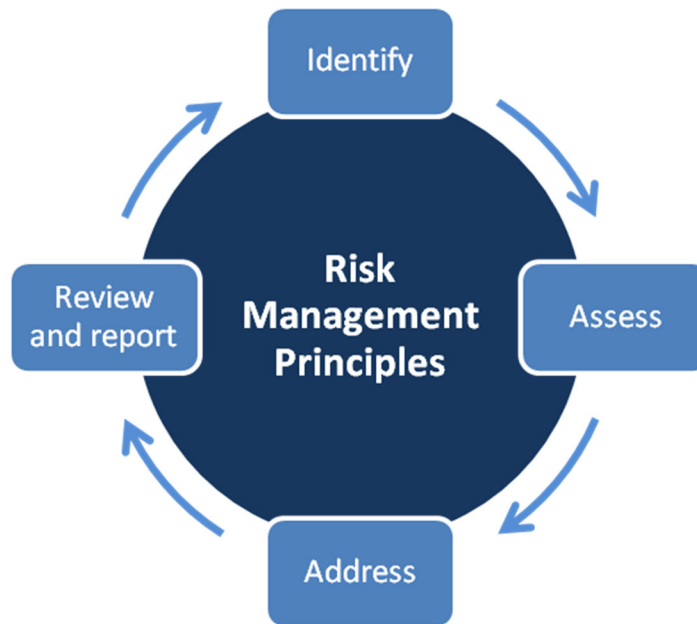 Identify
Risk
Management
Principles
Assess
Address
Review
and report